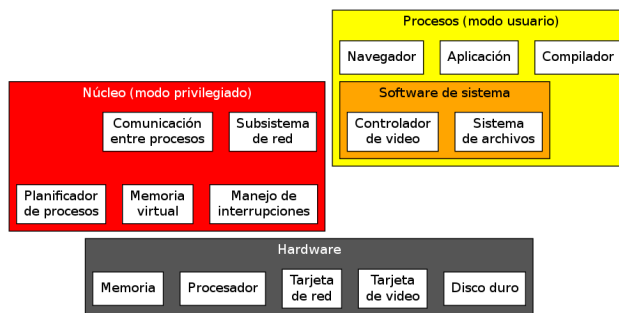 Procesos (modo usuario)
Navegador
Aplicación
Compilador
Software de sistema
Controlador
de video
Sistema
de archivos
Núcleo (modo privilegiado)
Comunicación
entre procesos
Subsistema
de red
Planificador
de procesos
Memoria
virtual
Manejo de
interrupciones
Hardware
Memoria
Procesador
Tarjeta
de red
Tarjeta
de video
Disco duro